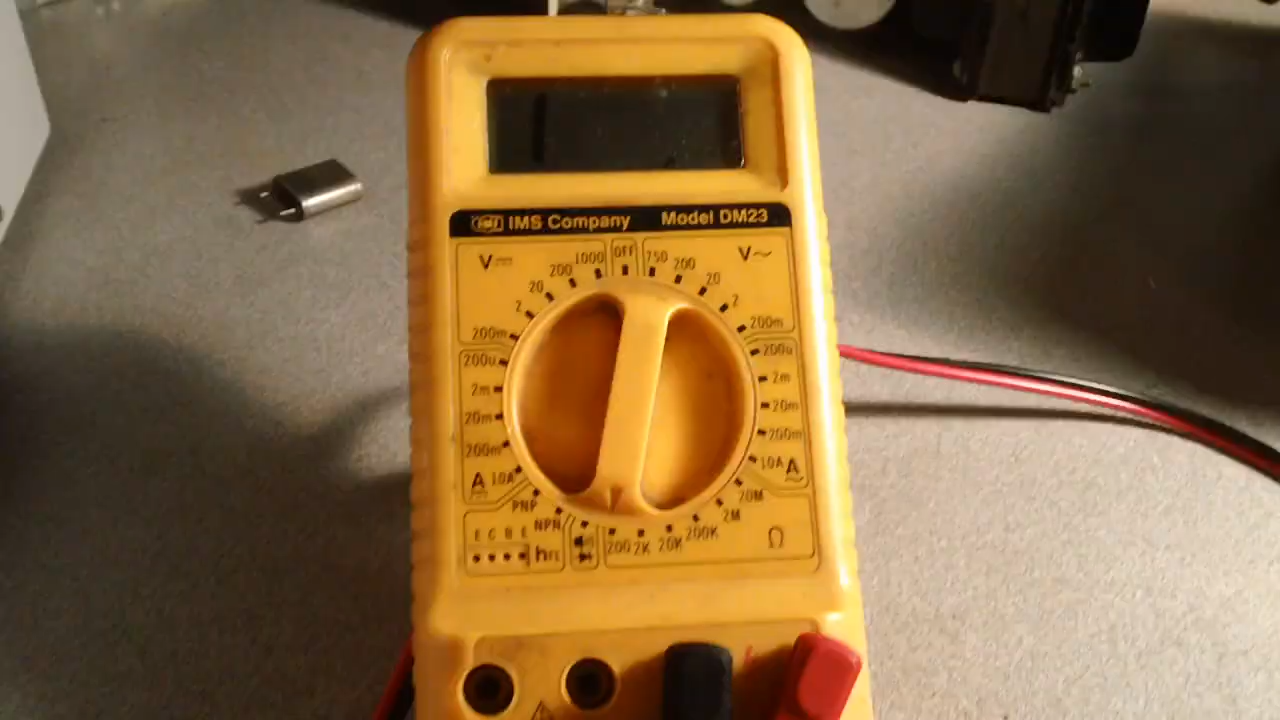 IMS Company Model DM23
V OFF V~
1000 750
200 200
20 20
2 2
200m 200m
200u 200u
2m 2m
20m 20m
200m 200m
A 10A 10A A
PNP 20M
NPN 2M
E C B E 200K Ω
hFE 200 2K 20K